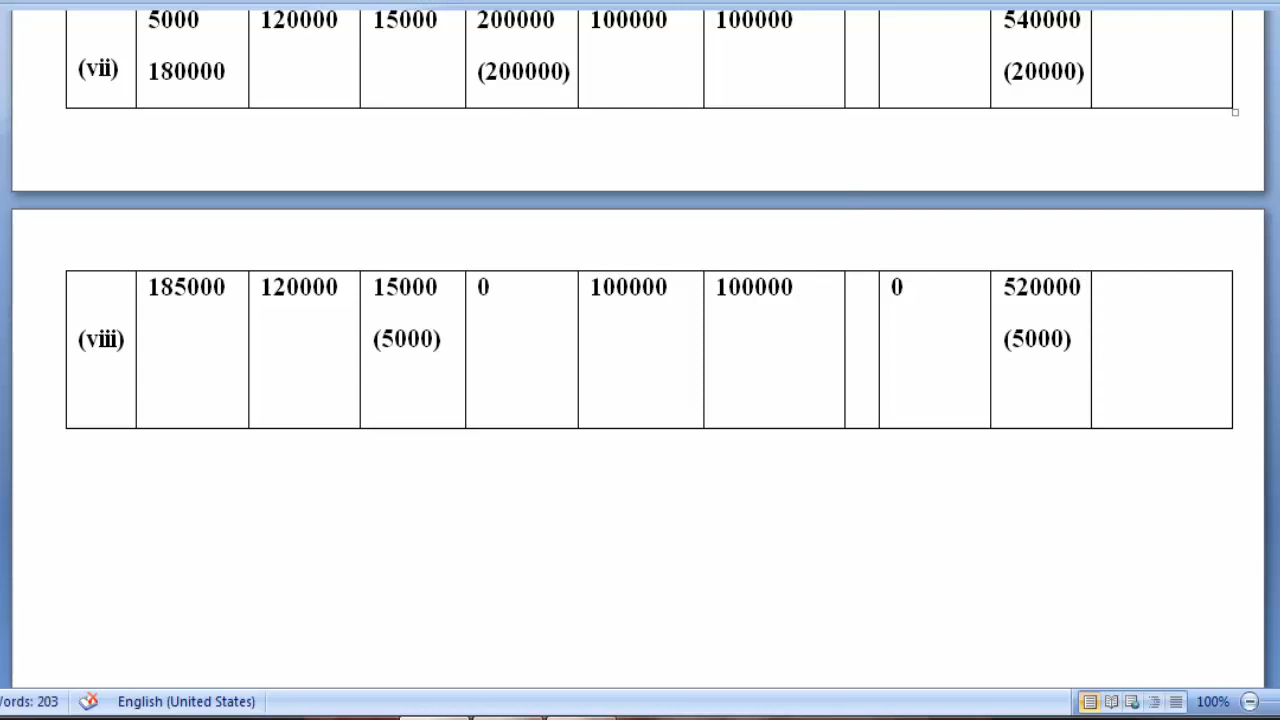 5000 120000 15000 200000 100000 100000 540000
(vii) 180000 (200000) (20000)
185000 120000 15000 0 100000 100000 0 520000
(viii) (5000) (5000)
Words: 203 English (United States) 100%